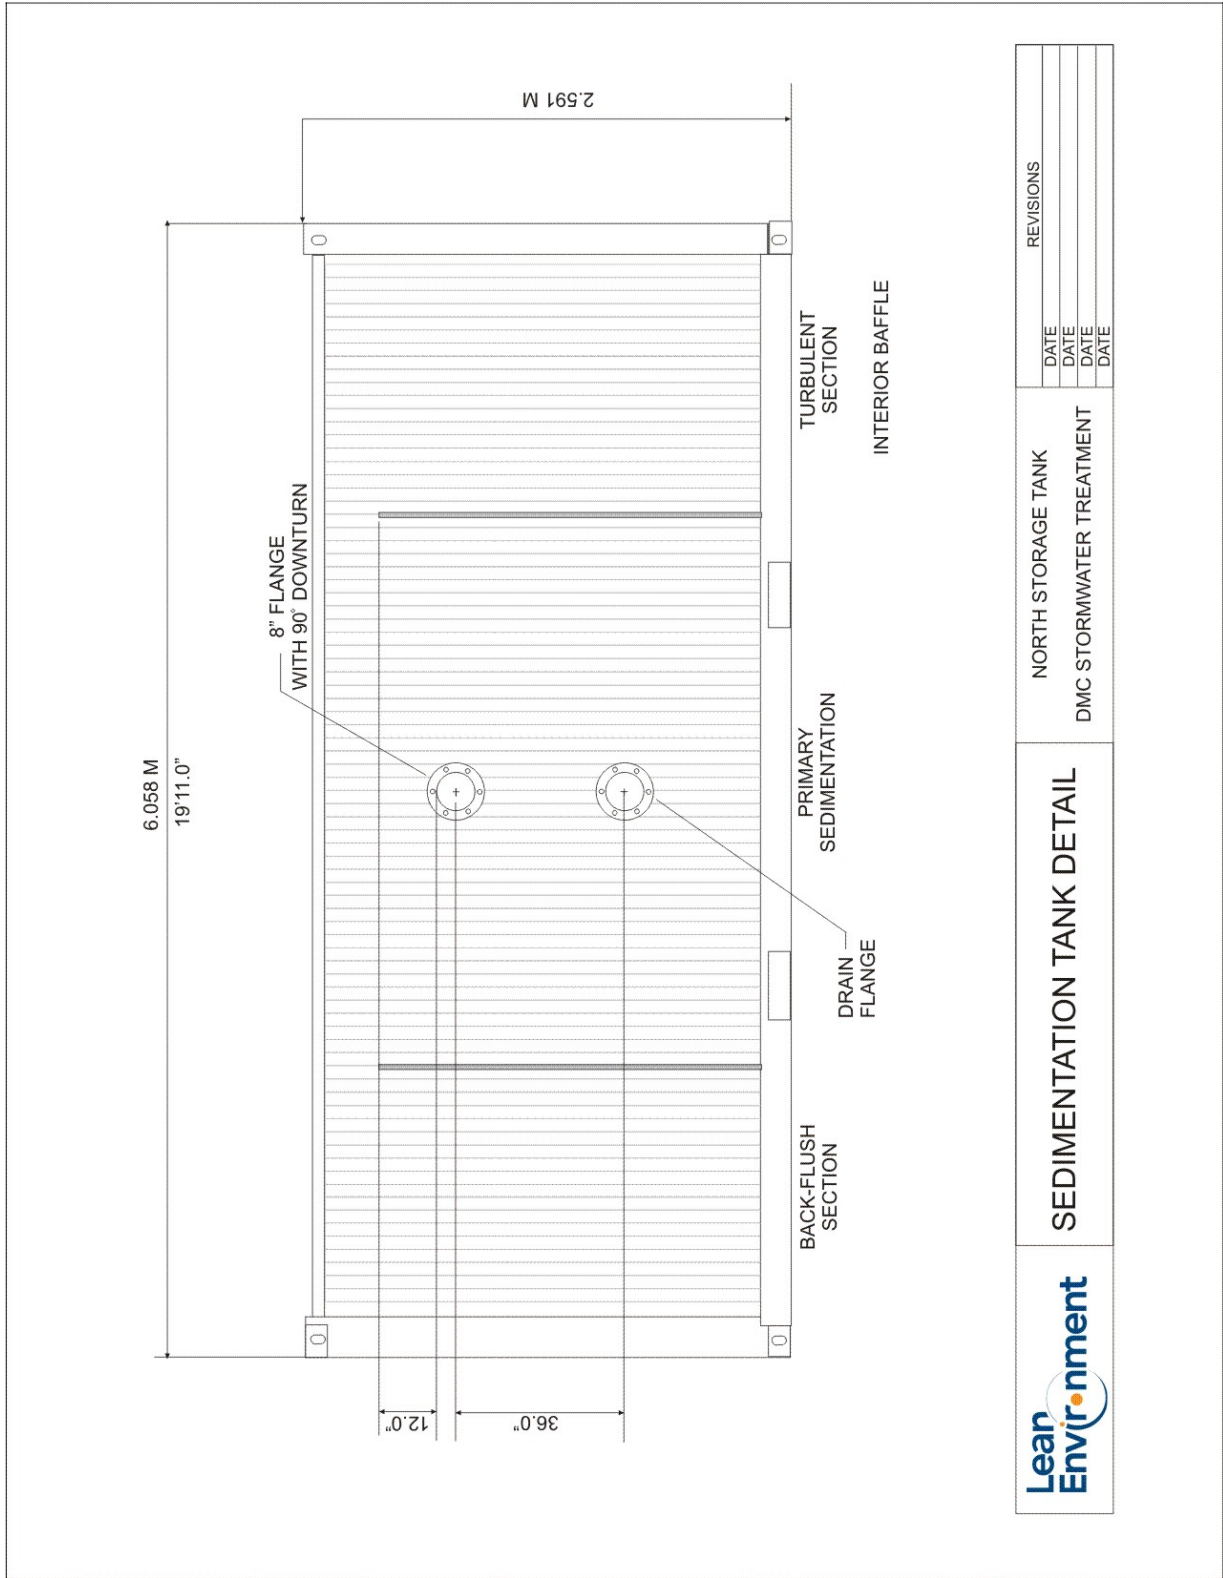 6.058 M
19'11.0"
2.591 M
8" FLANGE
WITH 90° DOWNTURN
12.0"
36.0"
BACK-FLUSH
SECTION
PRIMARY
SEDIMENTATION
TURBULENT
SECTION
DRAIN
FLANGE
INTERIOR BAFFLE
Lean
Environment
SEDIMENTATION TANK DETAIL
NORTH STORAGE TANK
DMC STORMWATER TREATMENT
REVISIONS
DATE
DATE
DATE
DATE